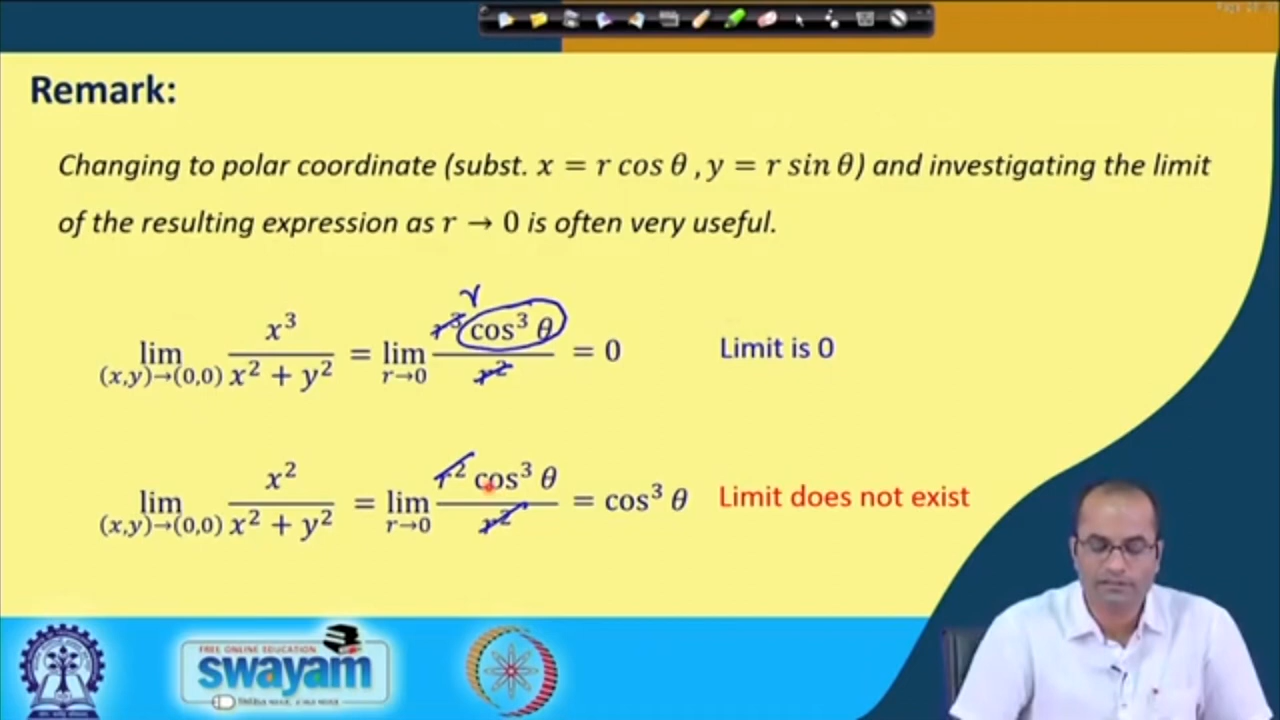 Remark:
Changing to polar coordinate (subst. x = r cos θ , y = r sin θ) and investigating the limit
of the resulting expression as r → 0 is often very useful.
lim (x,y)→(0,0) x³ / (x² + y²) = lim r→0 r³ cos³ θ / r² = 0 Limit is 0
r
lim (x,y)→(0,0) x² / (x² + y²) = lim r→0 r² cos³ θ / r² = cos³ θ Limit does not exist
FREE ONLINE EDUCATION
swayam